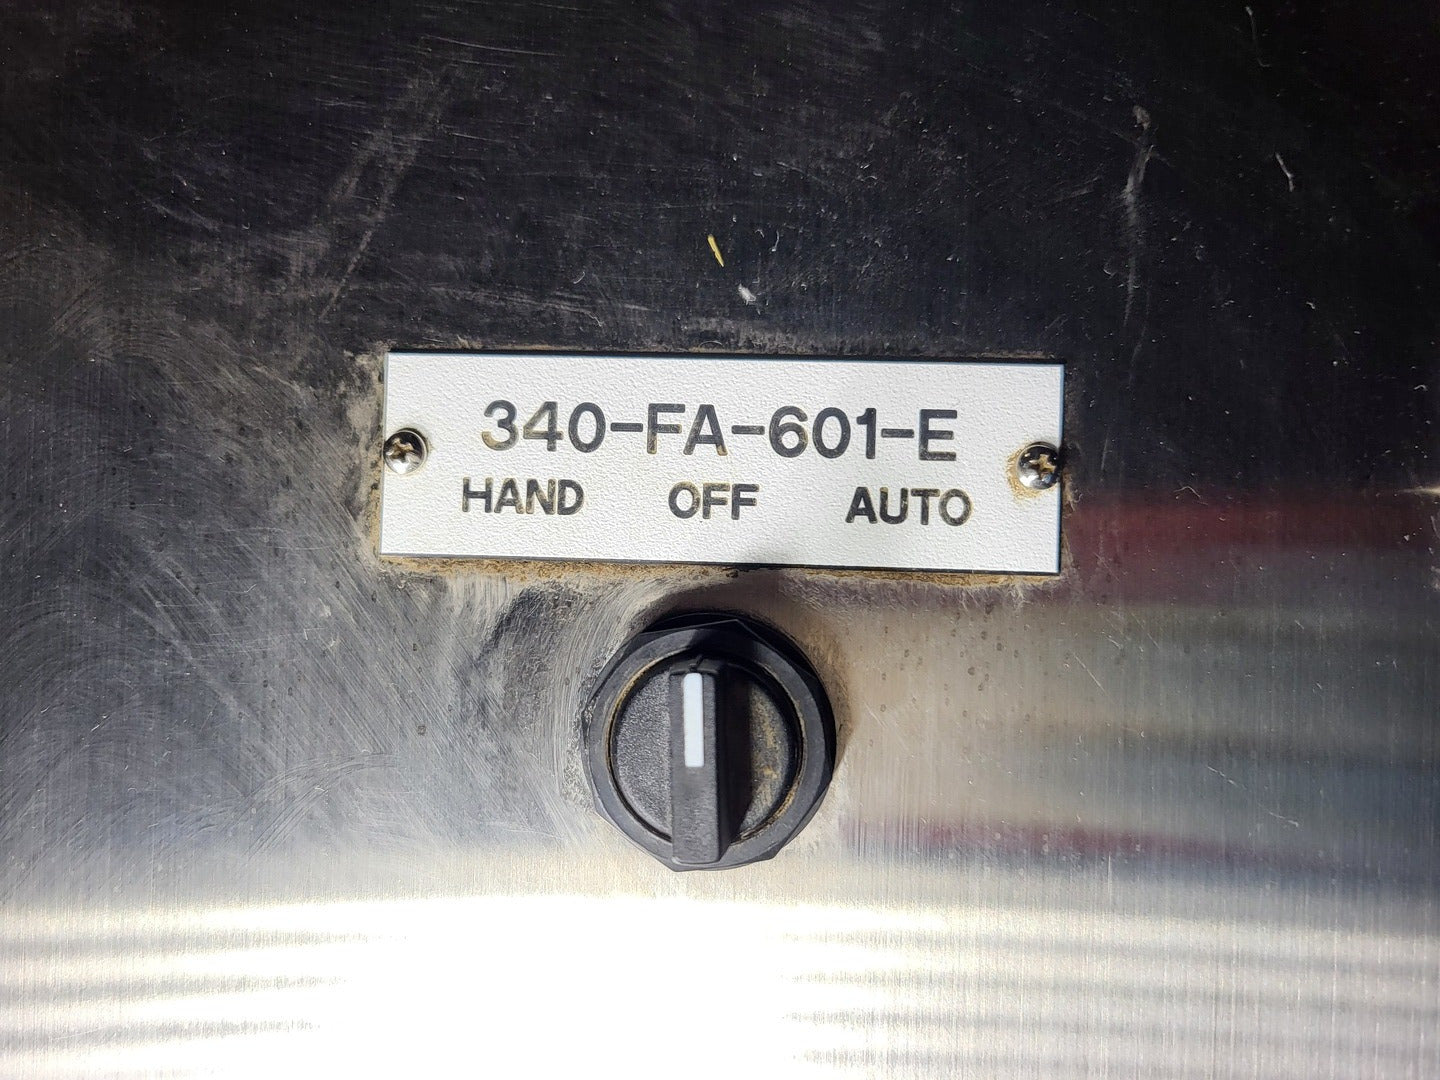 340-FA-601-E
HAND OFF AUTO